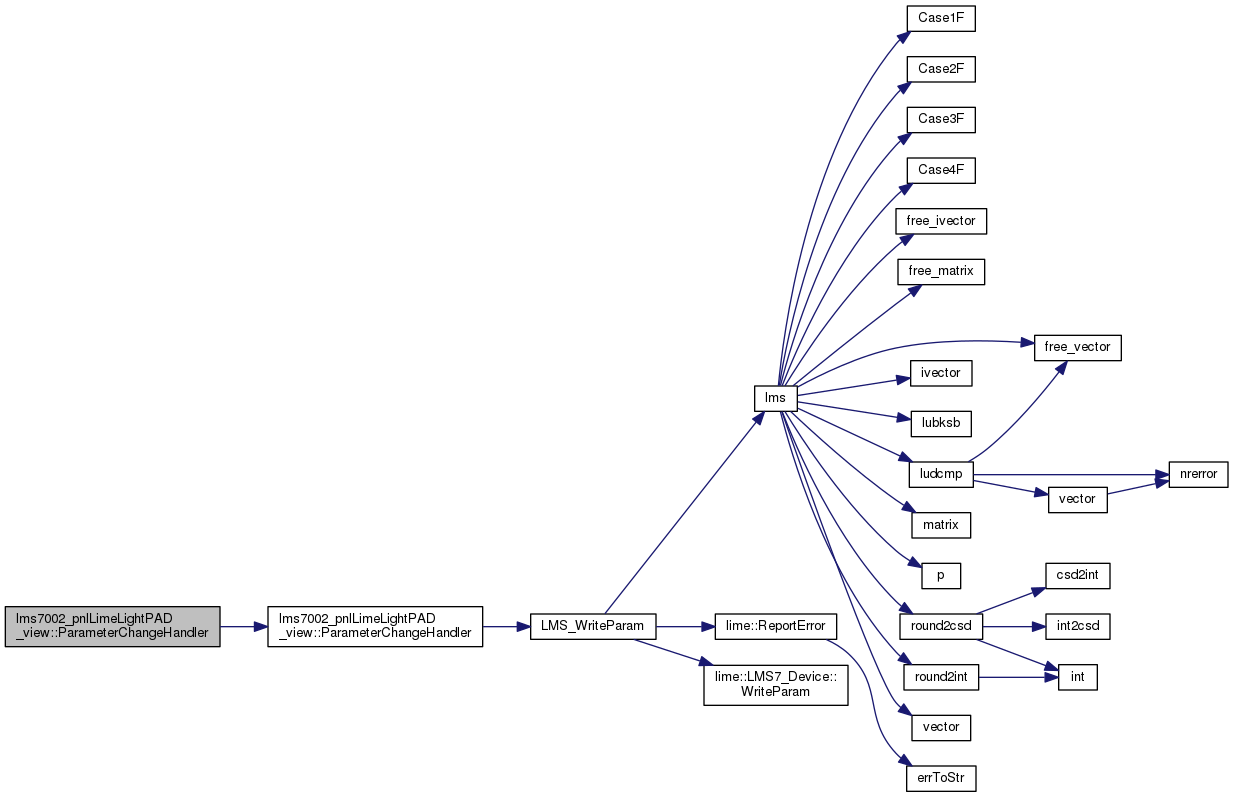 Case1F
Case2F
Case3F
Case4F
free_ivector
free_matrix
free_vector
ivector
lms
lubksb
ludcmp
nrerror
vector
matrix
p
csd2int
lms7002_pnlLimeLightPAD
_view::ParameterChangeHandler
lms7002_pnlLimeLightPAD
_view::ParameterChangeHandler
LMS_WriteParam
lime::ReportError
round2csd
int2csd
lime::LMS7_Device::
WriteParam
round2int
int
vector
errToStr